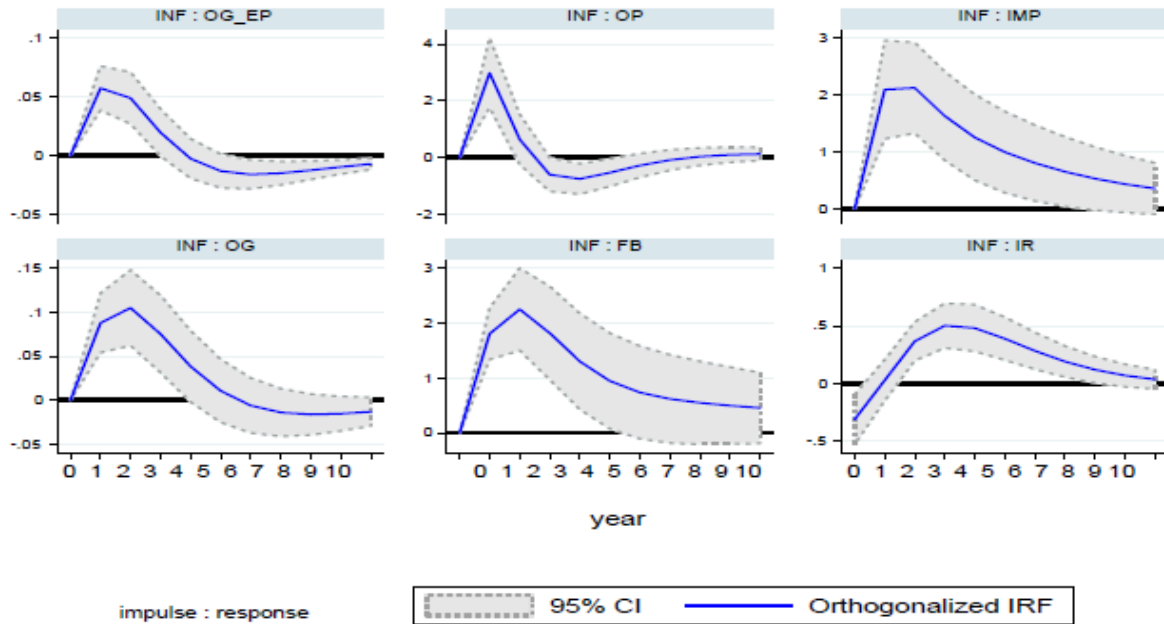 INF : OG_EP
INF : OP
INF : IMP
.1
.05
0
-.05
4
2
0
-2
3
2
1
0
INF : OG
INF : FB
INF : IR
.15
.1
.05
0
-.05
3
2
1
0
1
.5
0
-.5
0 1 2 3 4 5 6 7 8 9 10
0 1 2 3 4 5 6 7 8 9 10
0 1 2 3 4 5 6 7 8 9 10
year
impulse : response
95% CI
Orthogonalized IRF